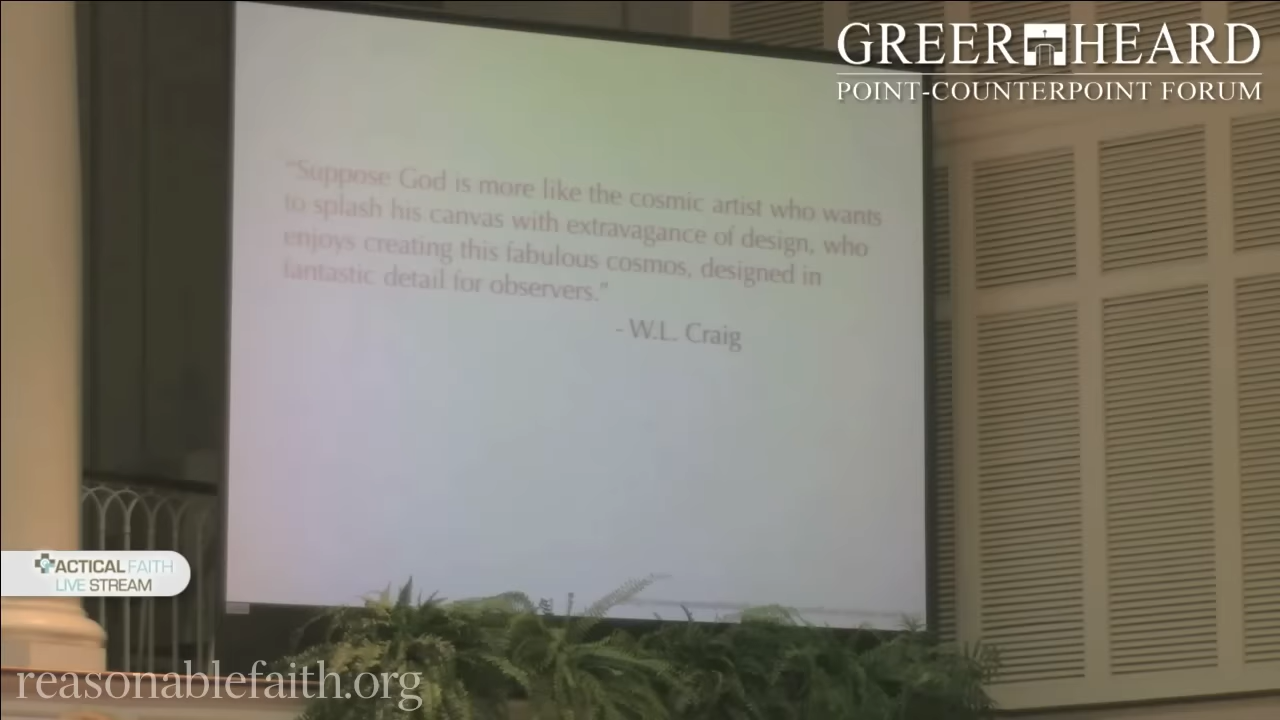 GREER HEARD
POINT-COUNTERPOINT FORUM
“Suppose God is more like the cosmic artist who wants
to splash his canvas with extravagance of design, who
enjoys creating this fabulous cosmos, designed in
fantastic detail for observers.”
- W.L. Craig
TACTICAL FAITH
LIVE STREAM
reasonablefaith.org